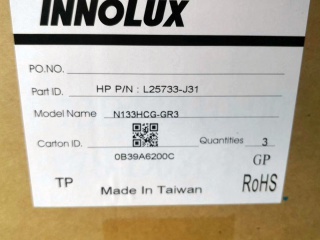 INNOLUX
PO.NO.
Part ID. HP P/N : L25733-J31
Model Name N133HCG-GR3
Carton ID. Quantities 3
0B39A6200C
GP
TP Made In Taiwan RoHS